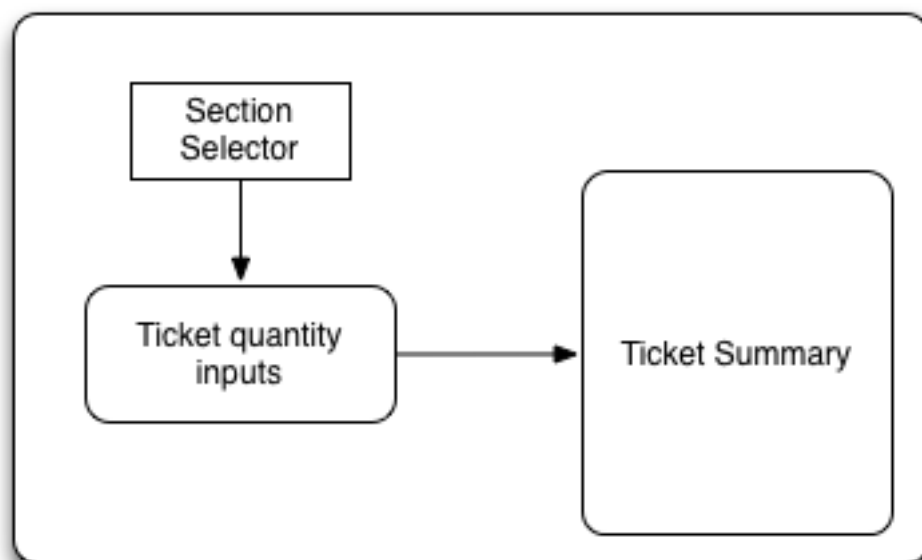 Section
Selector
Ticket quantity
inputs
Ticket Summary